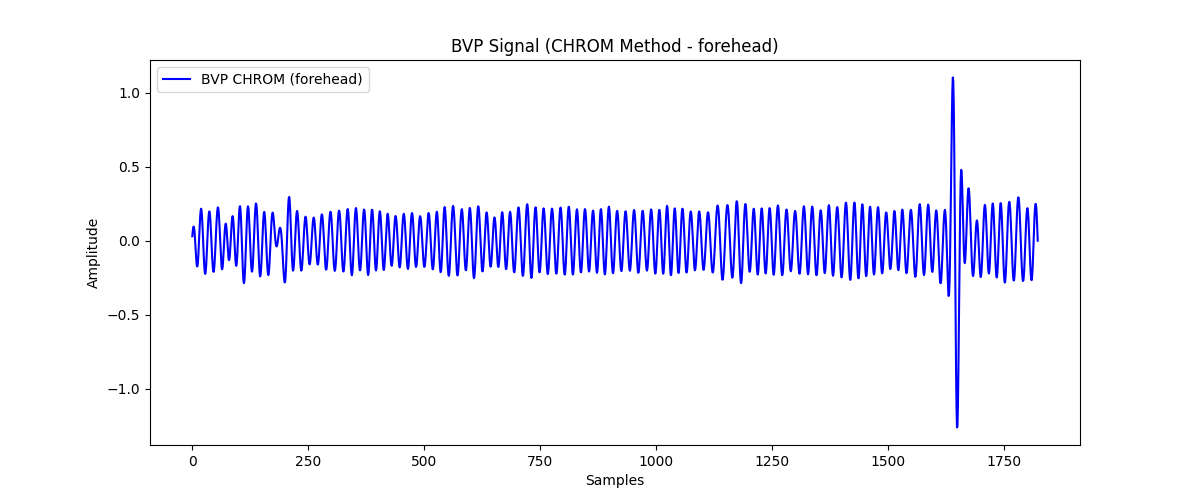 BVP Signal (CHROM Method - forehead)
BVP CHROM (forehead)
1.0
0.5
0.0
−0.5
−1.0
Amplitude
0 250 500 750 1000 1250 1500 1750
Samples